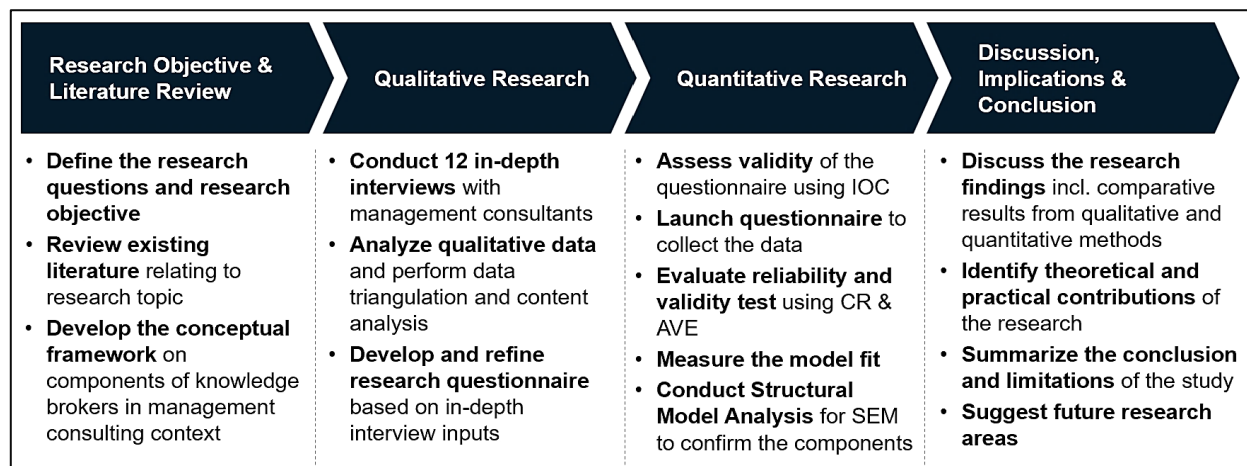 Research Objective &
Literature Review
Qualitative Research
Quantitative Research
Discussion,
Implications &
Conclusion
• Define the research
questions and research
objective
• Review existing
literature relating to
research topic
• Develop the conceptual
framework on
components of knowledge
brokers in management
consulting context
• Conduct 12 in-depth
interviews with
management consultants
• Analyze qualitative data
and perform data
triangulation and content
analysis
• Develop and refine
research questionnaire
based on in-depth
interview inputs
• Assess validity of the
questionnaire using IOC
• Launch questionnaire to
collect the data
• Evaluate reliability and
validity test using CR &
AVE
• Measure the model fit
• Conduct Structural
Model Analysis for SEM
to confirm the components
• Discuss the research
findings incl. comparative
results from qualitative and
quantitative methods
• Identify theoretical and
practical contributions of
the research
• Summarize the conclusion
and limitations of the study
• Suggest future research
areas